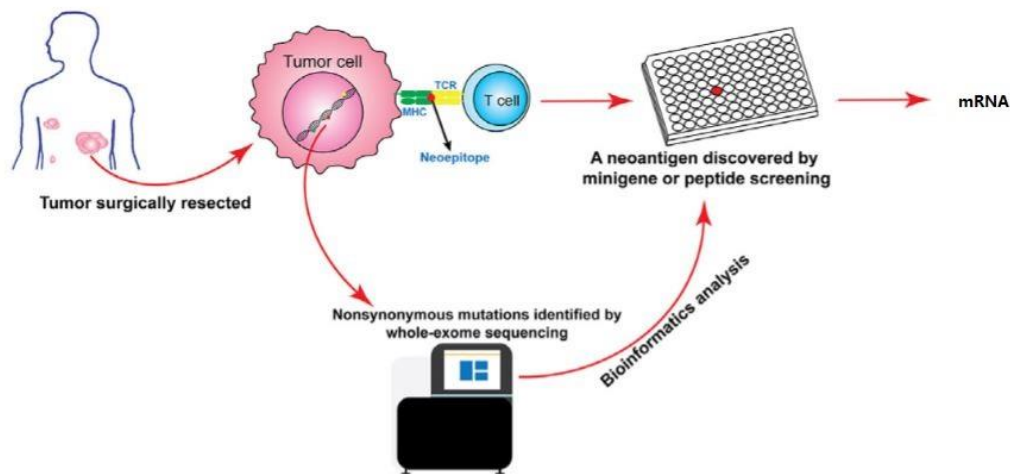 Tumor cell
TCR
MHC
T cell
Neoepitope
mRNA
Tumor surgically resected
A neoantigen discovered by
minigene or peptide screening
Nonsynonymous mutations identified by
whole-exome sequencing
Bioinformatics analysis